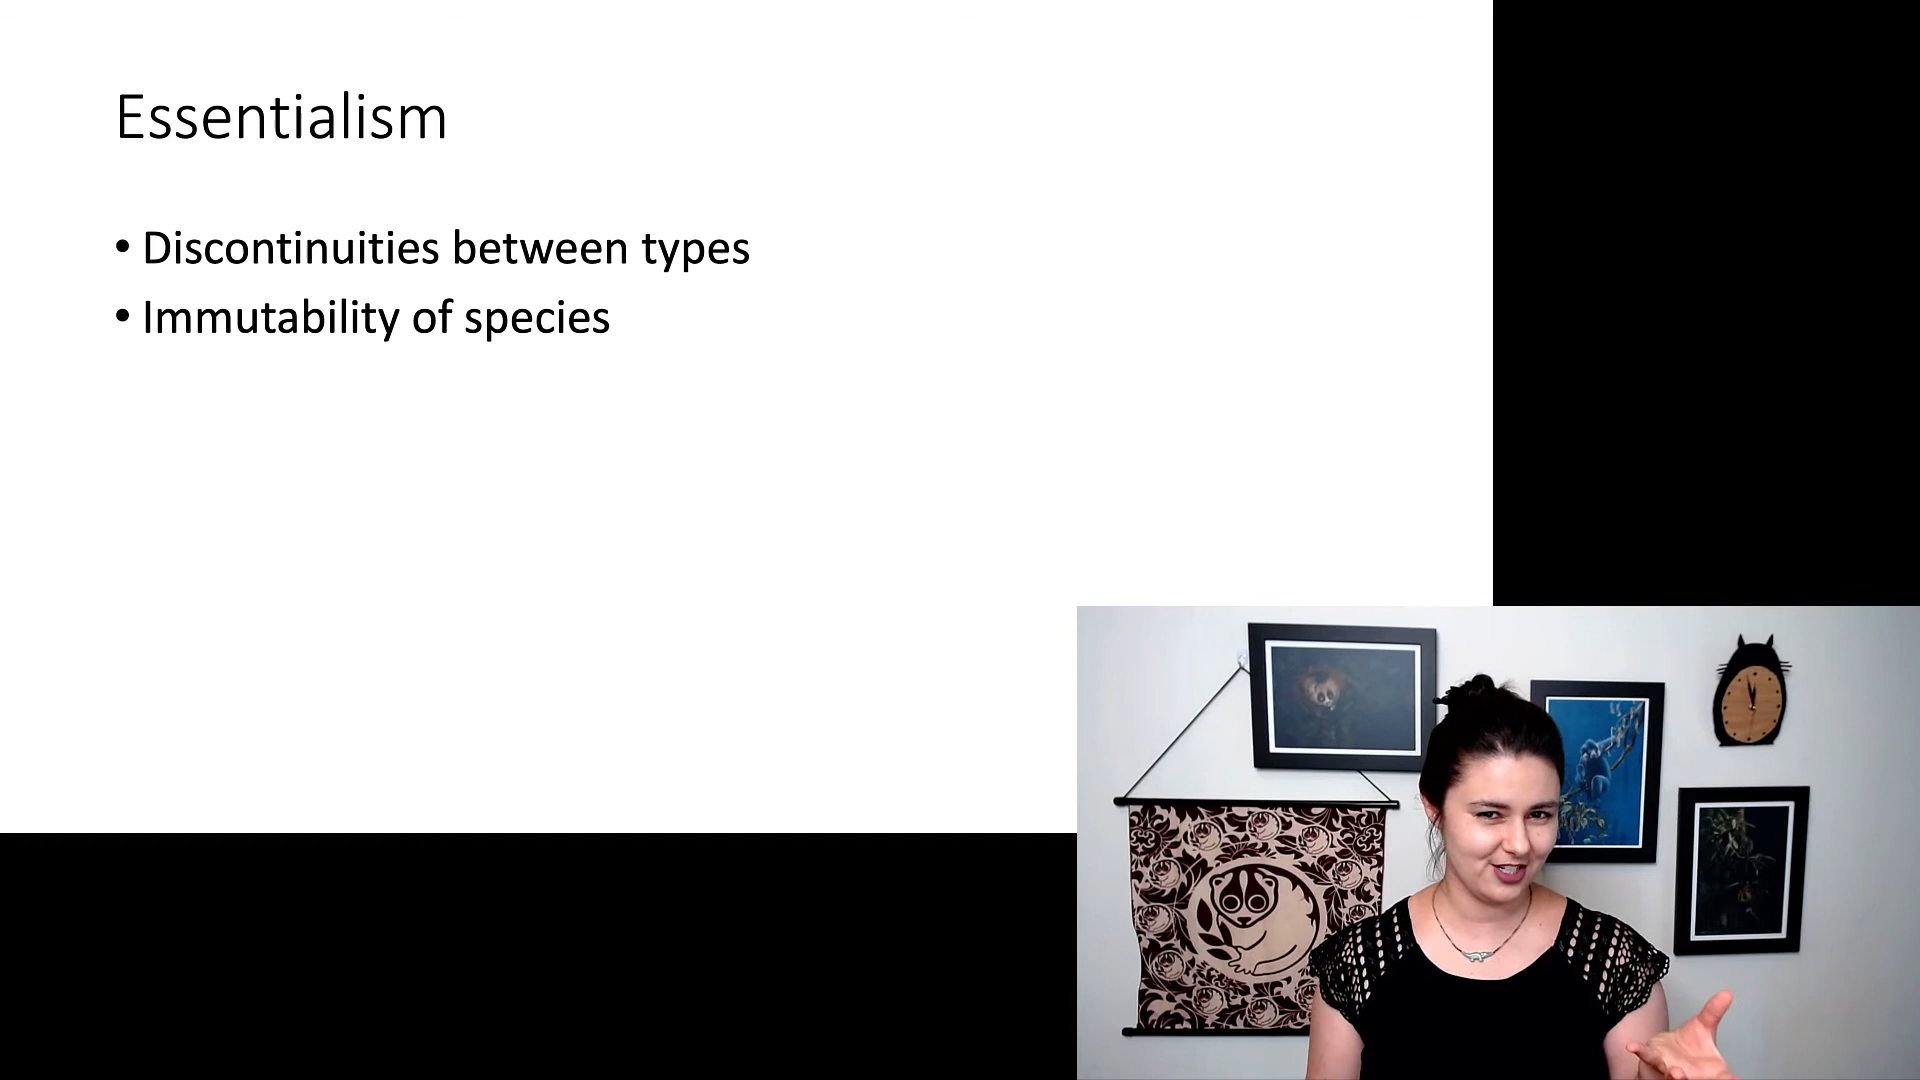 Essentialism
• Discontinuities between types
• Immutability of species